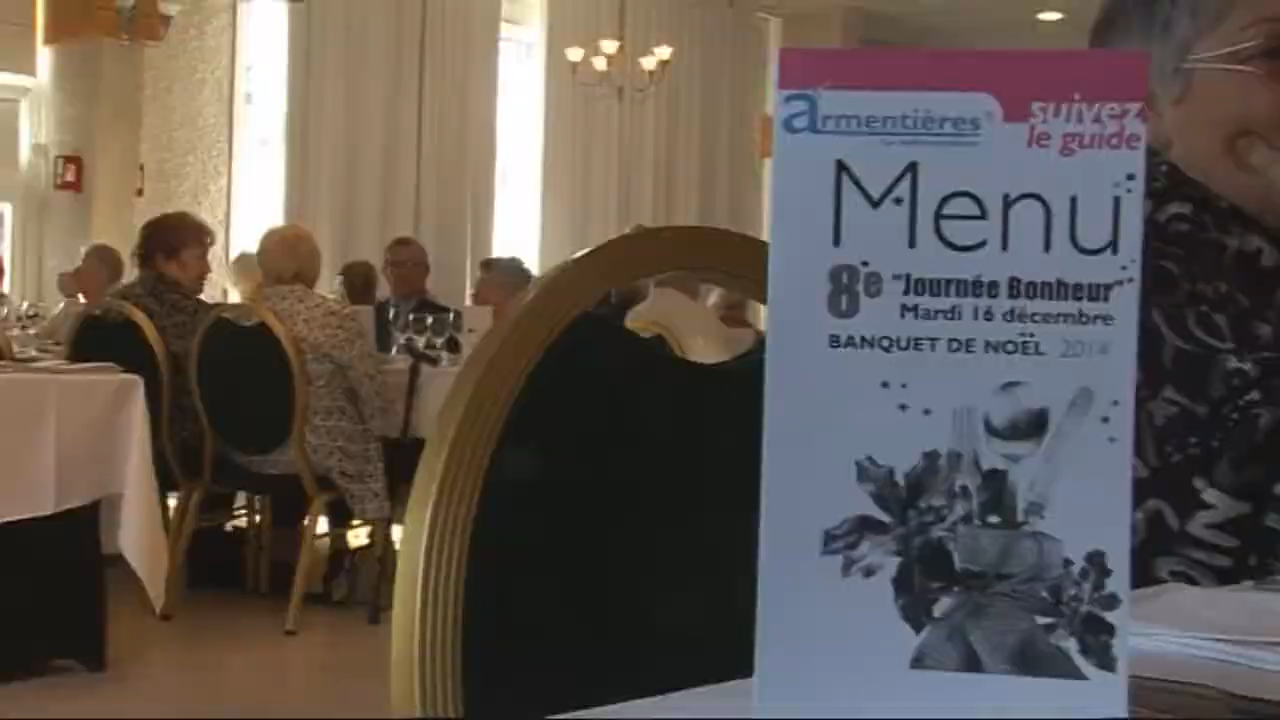 armentières
suivez
le guide
Menu
8e "Journée Bonheur"
Mardi 16 décembre
BANQUET DE NOËL 2014